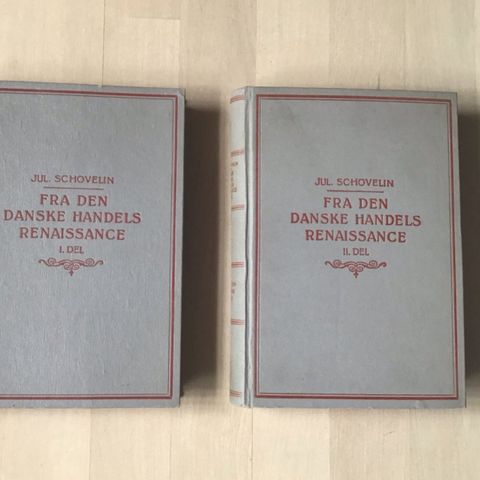 JUL. SCHOVELIN
FRA DEN
DANSKE HANDELS
RENAISSANCE
I. DEL
JUL. SCHOVELIN
FRA DEN
DANSKE HANDELS
RENAISSANCE
II. DEL